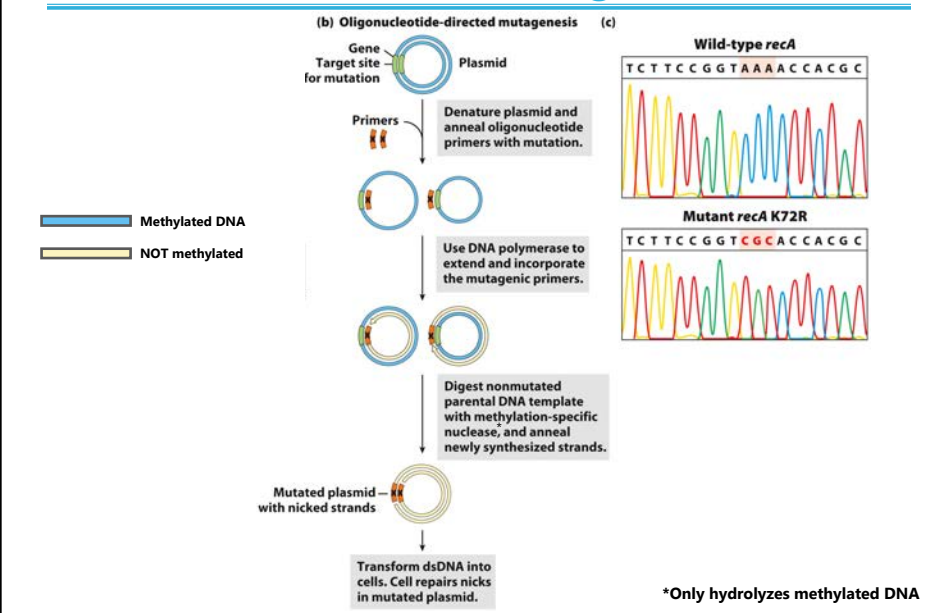 (b) Oligonucleotide-directed mutagenesis
Gene
Target site
for mutation
Plasmid
Denature plasmid and
anneal oligonucleotide
primers with mutation.
Primers
Methylated DNA
NOT methylated
Use DNA polymerase to
extend and incorporate
the mutagenic primers.
Digest nonmutated
parental DNA template
with methylation-specific
nuclease,* and anneal
newly synthesized strands.
Mutated plasmid
with nicked strands
Transform dsDNA into
cells. Cell repairs nicks
in mutated plasmid.
(c)
Wild-type recA
T C T T C C G G T A A A A C C A C G C
Mutant recA K72R
T C T T C C G G T C G C A C C A C G C
*Only hydrolyzes methylated DNA